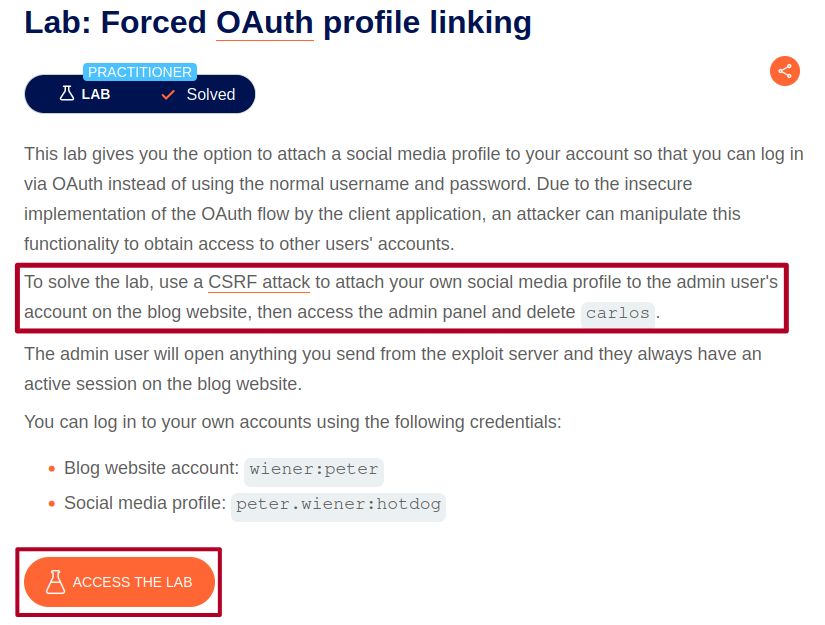 Lab: Forced OAuth profile linking
PRACTITIONER
LAB Solved
This lab gives you the option to attach a social media profile to your account so that you can log in
via OAuth instead of using the normal username and password. Due to the insecure
implementation of the OAuth flow by the client application, an attacker can manipulate this
functionality to obtain access to other users' accounts.
To solve the lab, use a CSRF attack to attach your own social media profile to the admin user's
account on the blog website, then access the admin panel and delete carlos.
The admin user will open anything you send from the exploit server and they always have an
active session on the blog website.
You can log in to your own accounts using the following credentials:
• Blog website account: wiener:peter
• Social media profile: peter.wiener:hotdog
ACCESS THE LAB